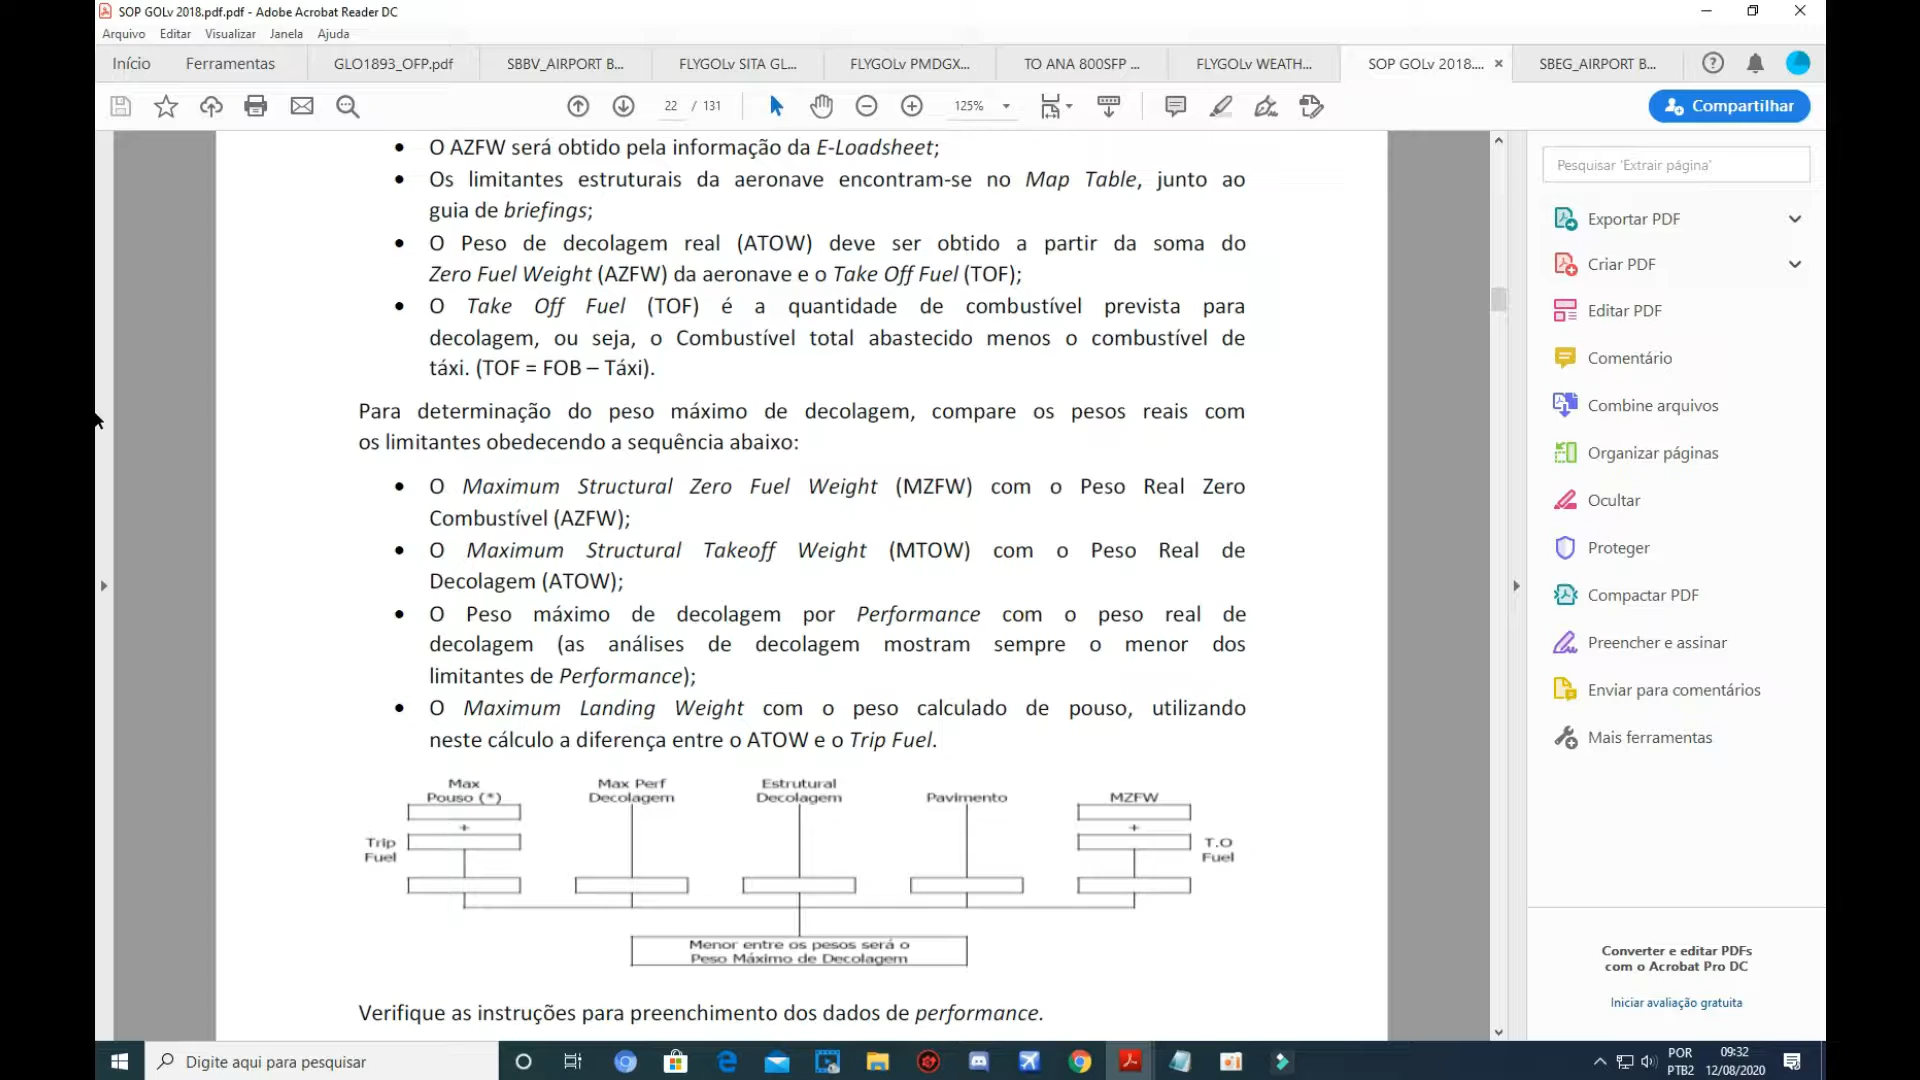 SOP GOLv 2018.pdf.pdf - Adobe Acrobat Reader DC
Arquivo Editar Visualizar Janela Ajuda
Início Ferramentas GLO1893_OFP.pdf SBBV_AIRPORT B... FLYGOLv SITA GL... FLYGOLv PMDGX... TO ANA 800SFP ... FLYGOLv WEATH... SOP GOLv 2018.... × SBEG_AIRPORT B...
22 / 131 125% Compartilhar
• O AZFW será obtido pela informação da E-Loadsheet;
• Os limitantes estruturais da aeronave encontram-se no Map Table, junto ao
guia de briefings;
• O Peso de decolagem real (ATOW) deve ser obtido a partir da soma do
Zero Fuel Weight (AZFW) da aeronave e o Take Off Fuel (TOF);
• O Take Off Fuel (TOF) é a quantidade de combustível prevista para
decolagem, ou seja, o Combustível total abastecido menos o combustível de
táxi. (TOF = FOB – Táxi).
Para determinação do peso máximo de decolagem, compare os pesos reais com
os limitantes obedecendo a sequência abaixo:
• O Maximum Structural Zero Fuel Weight (MZFW) com o Peso Real Zero
Combustível (AZFW);
• O Maximum Structural Takeoff Weight (MTOW) com o Peso Real de
Decolagem (ATOW);
• O Peso máximo de decolagem por Performance com o peso real de
decolagem (as análises de decolagem mostram sempre o menor dos
limitantes de Performance);
• O Maximum Landing Weight com o peso calculado de pouso, utilizando
neste cálculo a diferença entre o ATOW e o Trip Fuel.
Max Pouso (*)
Max Perf Decolagem
Estrutural Decolagem
Pavimento
MZFW
+
+
Trip Fuel
T.O Fuel
Menor entre os pesos será o
Peso Máximo de Decolagem
Verifique as instruções para preenchimento dos dados de performance.
Pesquisar 'Extrair página'
Exportar PDF
Criar PDF
Editar PDF
Comentário
Combine arquivos
Organizar páginas
Ocultar
Proteger
Compactar PDF
Preencher e assinar
Enviar para comentários
Mais ferramentas
Converter e editar PDFs
com o Acrobat Pro DC
Iniciar avaliação gratuita
Digite aqui para pesquisar
POR
PTB2
09:32
12/08/2020